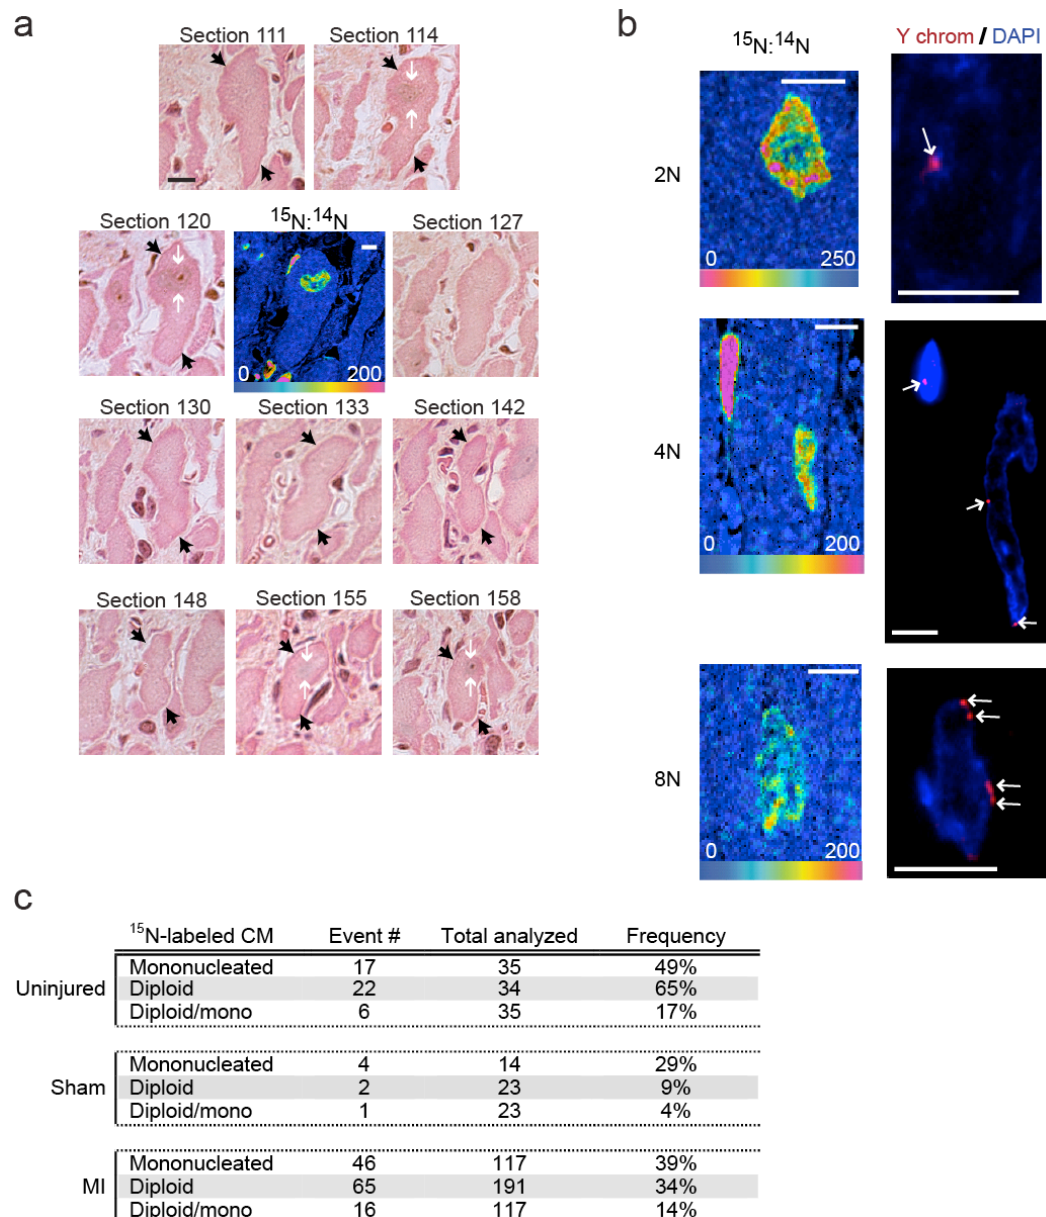 a
Section 111 Section 114
Section 120 ¹⁵N:¹⁴N Section 127
0 200
Section 130 Section 133 Section 142
Section 148 Section 155 Section 158
b
¹⁵N:¹⁴N Y chrom / DAPI
2N
0 250
4N
0 200
8N
0 200
c
¹⁵N-labeled CM Event # Total analyzed Frequency
Uninjured
Mononucleated 17 35 49%
Diploid 22 34 65%
Diploid/mono 6 35 17%
Sham
Mononucleated 4 14 29%
Diploid 2 23 9%
Diploid/mono 1 23 4%
MI
Mononucleated 46 117 39%
Diploid 65 191 34%
Diploid/mono 16 117 14%